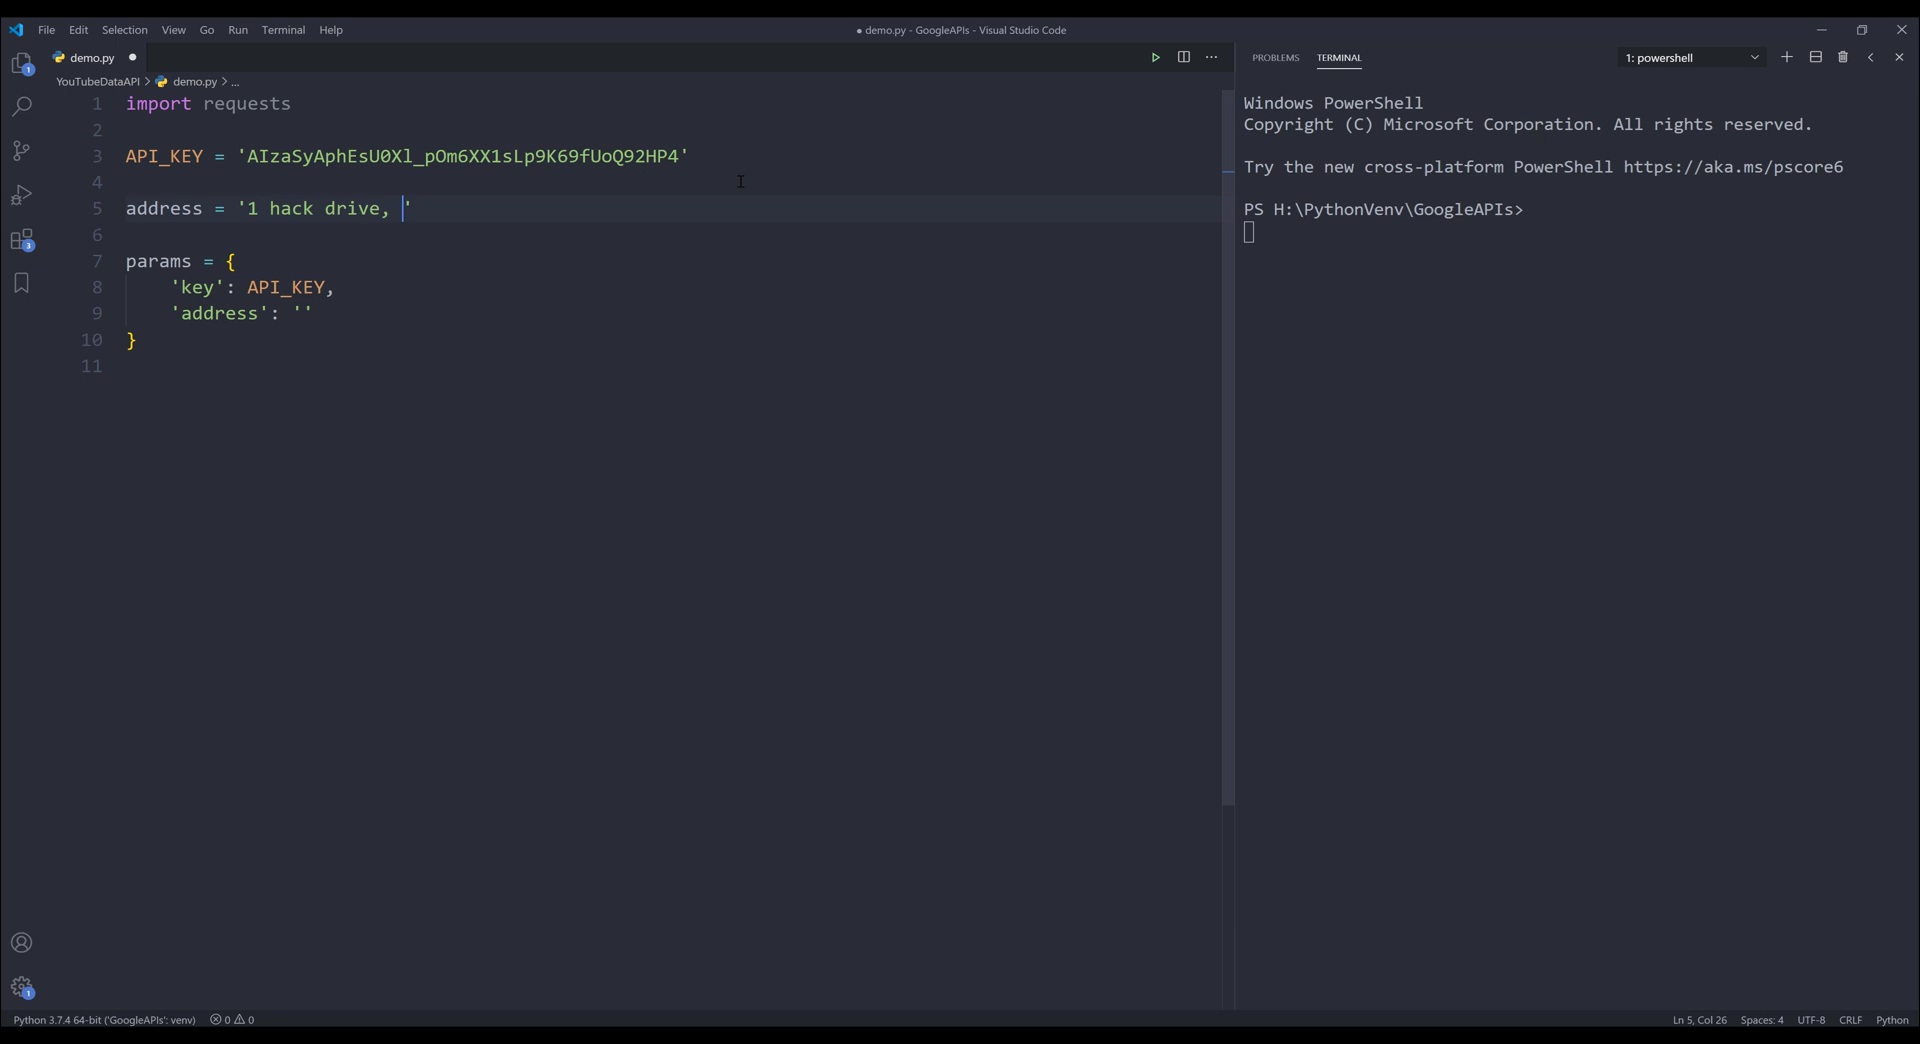 File Edit Selection View Go Run Terminal Help
● demo.py - GoogleAPIs - Visual Studio Code
demo.py
PROBLEMS TERMINAL
1: powershell
YouTubeDataAPI > demo.py > ...
1 import requests
2
3 API_KEY = 'AIzaSyAphEsU0Xl_pOm6XX1sLp9K69fUoQ92HP4'
4
5 address = '1 hack drive, '
6
7 params = {
8 'key': API_KEY,
9 'address': ''
10 }
11
Windows PowerShell
Copyright (C) Microsoft Corporation. All rights reserved.
Try the new cross-platform PowerShell https://aka.ms/pscore6
PS H:\PythonVenv\GoogleAPIs>
1
3
1
Python 3.7.4 64-bit ('GoogleAPIs': venv) 0 0
Ln 5, Col 26 Spaces: 4 UTF-8 CRLF Python